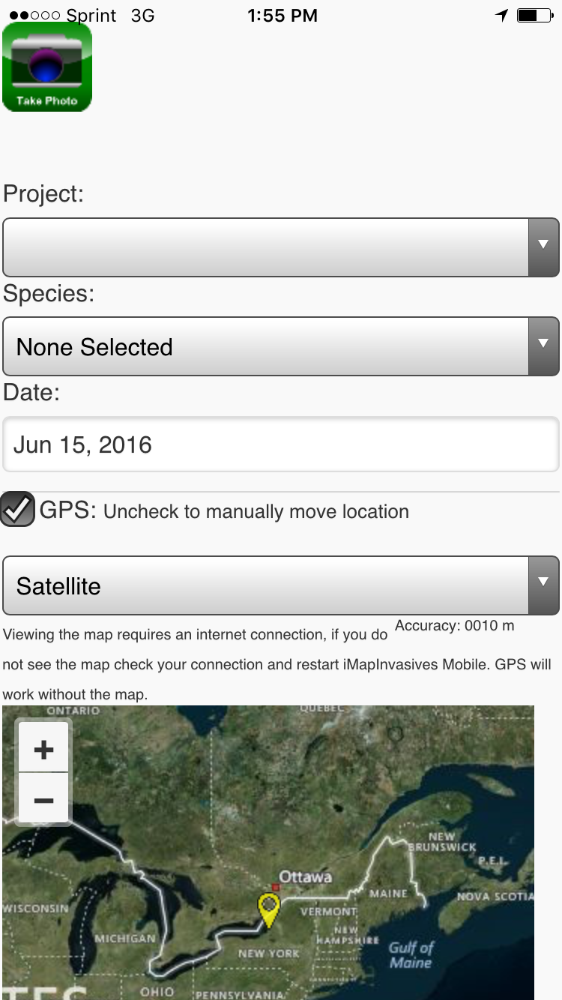 Sprint 3G 1:55 PM
Take Photo
Project:
Species:
None Selected
Date:
Jun 15, 2016
GPS: Uncheck to manually move location
Satellite
Viewing the map requires an internet connection, if you do
Accuracy: 0010 m
not see the map check your connection and restart iMapInvasives Mobile. GPS will
work without the map.
ONTARIO
QUEBEC
+
−
NEW
BRUNSWICK
P.E.I.
Ottawa
MAINE
NOVA SCOTIA
WISCONSIN
VERMONT
MICHIGAN
NEW
HAMPSHIRE
Gulf of
Maine
NEW YORK
OHIO
PENNSYLVANIA